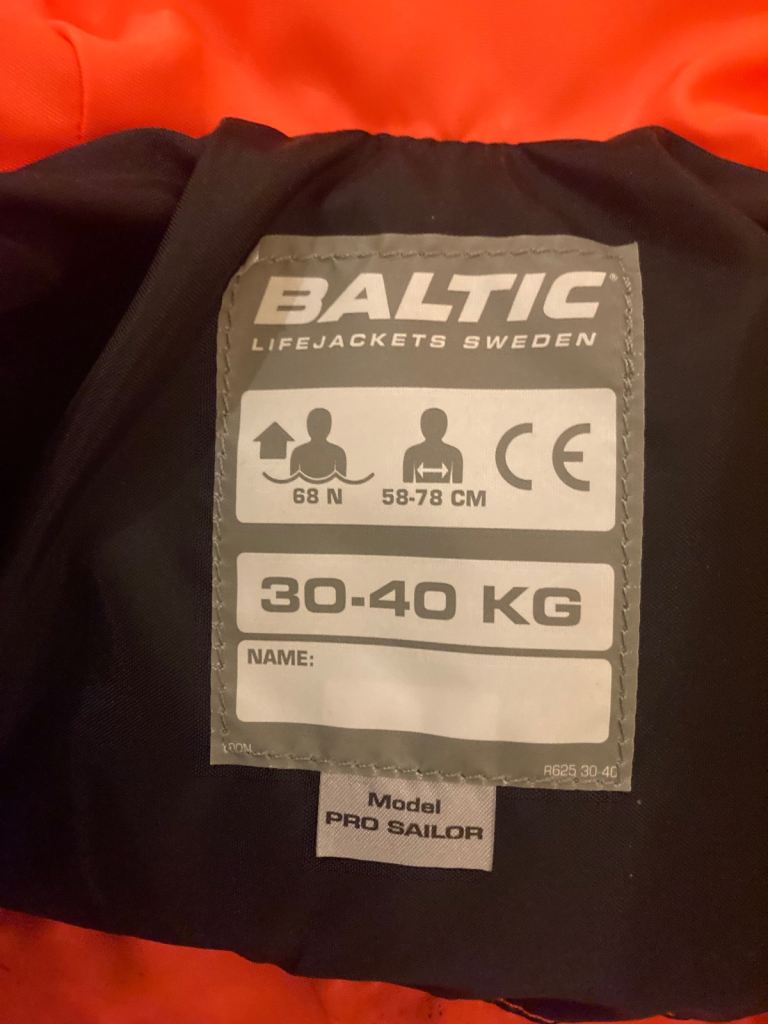 BALTIC®
LIFEJACKETS SWEDEN
68 N
58-78 CM
CE
30-40 KG
NAME:
R625 30-40
Model
PRO SAILOR